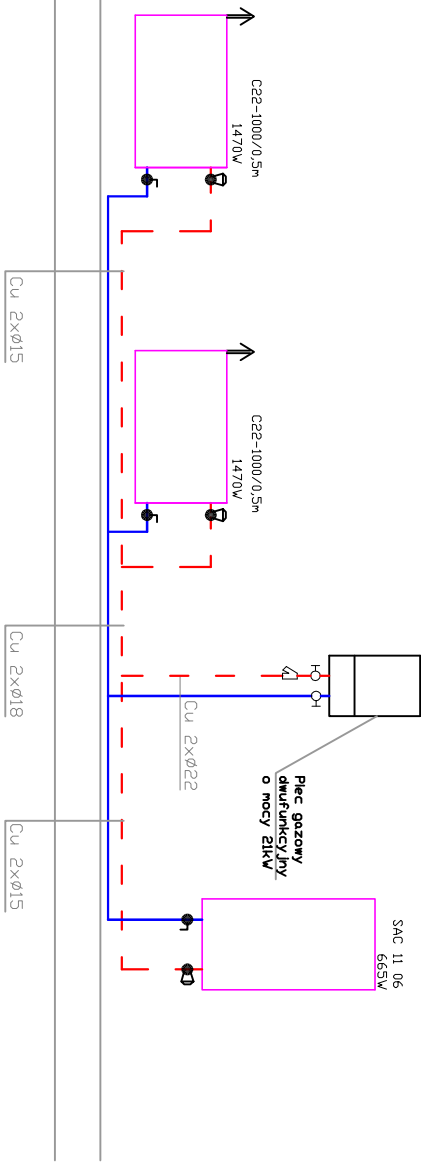 C22-1000/0,5m
1470W
Cu 2xø15
C22-1000/0,5m
1470W
Cu 2xø18
Cu 2xø22
Piec gazowy
dwufunkcyjny
o mocy 21kW
Cu 2xø15
SAC 11 06
665W